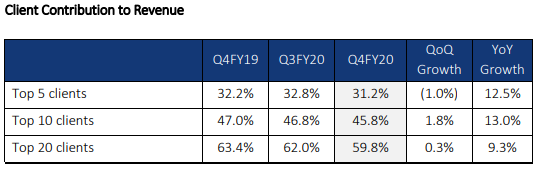 Client Contribution to Revenue
Q4FY19 Q3FY20 Q4FY20 QoQ Growth YoY Growth
Top 5 clients 32.2% 32.8% 31.2% (1.0%) 12.5%
Top 10 clients 47.0% 46.8% 45.8% 1.8% 13.0%
Top 20 clients 63.4% 62.0% 59.8% 0.3% 9.3%